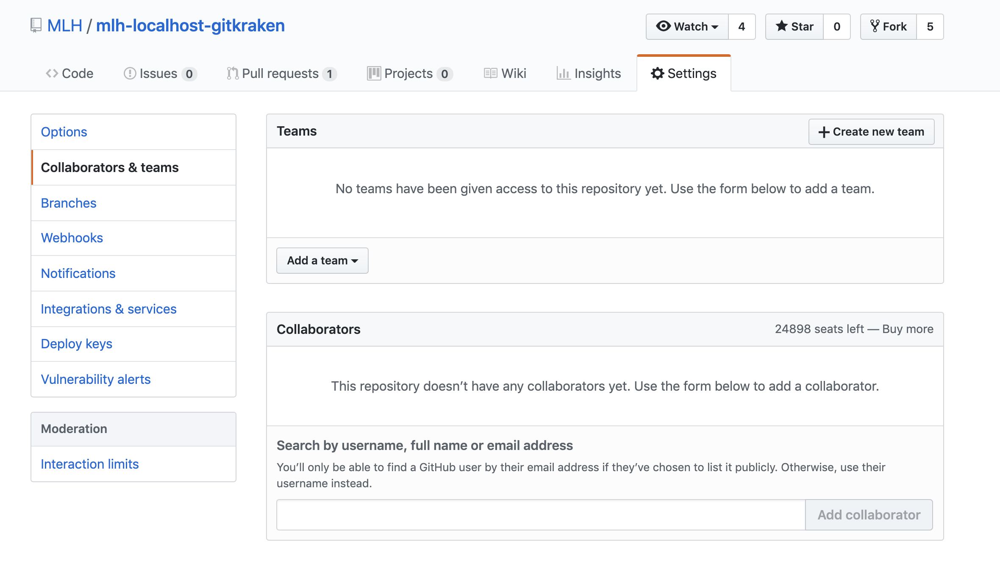 MLH / mlh-localhost-gitkraken
Watch 4 Star 0 Fork 5
Code Issues 0 Pull requests 1 Projects 0 Wiki Insights Settings
Options
Collaborators & teams
Branches
Webhooks
Notifications
Integrations & services
Deploy keys
Vulnerability alerts
Moderation
Interaction limits
Teams
Create new team
No teams have been given access to this repository yet. Use the form below to add a team.
Add a team
Collaborators
24898 seats left — Buy more
This repository doesn’t have any collaborators yet. Use the form below to add a collaborator.
Search by username, full name or email address
You’ll only be able to find a GitHub user by their email address if they’ve chosen to list it publicly. Otherwise, use their
username instead.
Add collaborator